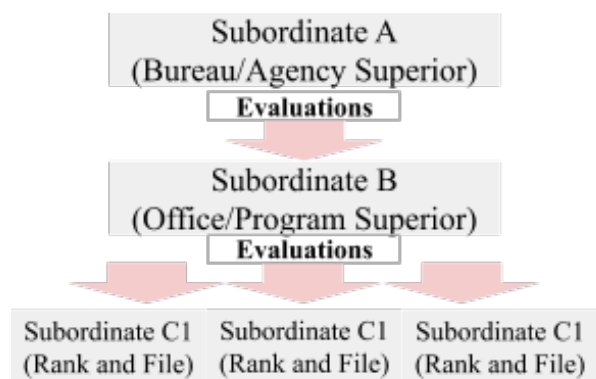 Subordinate A
(Bureau/Agency Superior)
Evaluations
Subordinate B
(Office/Program Superior)
Evaluations
Subordinate C1 Subordinate C1 Subordinate C1
(Rank and File) (Rank and File) (Rank and File)